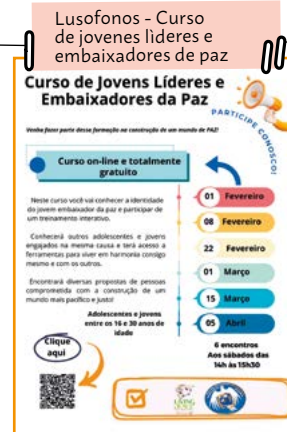 Lusofonos - Curso
de jovenes lìderes e
embaixadores de paz
Curso de Jovens Líderes e
Embaixadores da Paz
PARTICIPE CONOSCO!
Venha fazer parte dessa formação na construção de um mundo de PAZ!
Curso on-line e totalmente
gratuito
Neste curso você vai conhecer a identidade
do jovem embaixador da paz e participar de
um treinamento interativo.
Conhecerá outros adolescentes e jovens
engajados na mesma causa e terá acesso a
ferramentas para viver em harmonia consigo
mesmo e com os outros.
Encontrará diversas propostas de pessoas
comprometida com a construção de um
mundo mais pacífico e justo!
Adolescentes e jovens
entre os 16 e 30 anos de
idade
01 Fevereiro
08 Fevereiro
22 Fevereiro
01 Março
15 Março
05 Abril
6 encontros
Aos sábados das
14h às 15h30
Clique
aqui
LIVING
PEACE